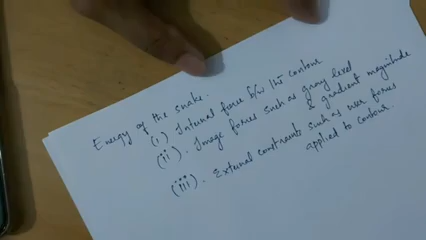 Energy of the snake.
(i) Internal force b/w the contour
(ii). Image forces such as gray level
& gradient magnitude
(iii). External constraints such as user forces
applied to contour.